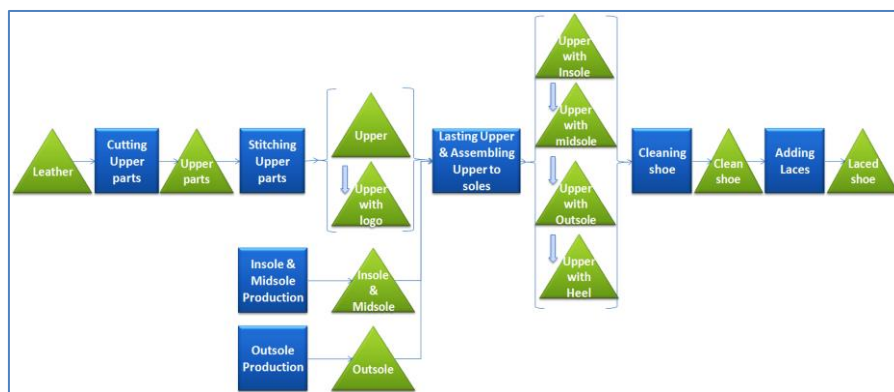 Leather
Cutting
Upper
parts
Upper
parts
Stitching
Upper
parts
Upper
Upper
with
logo
Insole &
Midsole
Production
Insole
&
Midsole
Outsole
Production
Outsole
Lasting Upper
& Assembling
Upper to
soles
Upper
with
Insole
Upper
with
midsole
Upper
with
Outsole
Upper
with
Heel
Cleaning
shoe
Clean
shoe
Adding
Laces
Laced
shoe